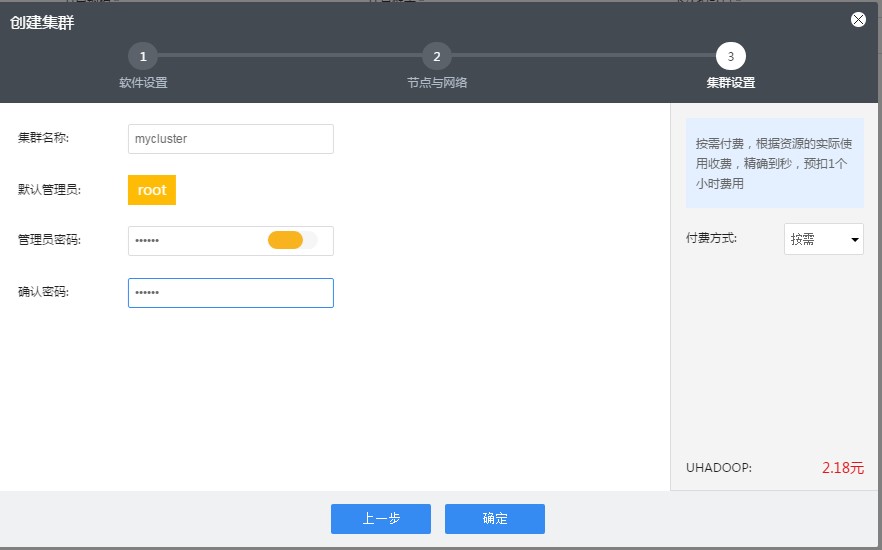 创建集群
1
2
3
软件设置
节点与网络
集群设置
集群名称:
mycluster
默认管理员:
root
管理员密码:
••••••
确认密码:
••••••
按需付费，根据资源的实际使
用收费，精确到秒，预扣1个
小时费用
付费方式:
按需
UHADOOP:
2.18元
上一步
确定